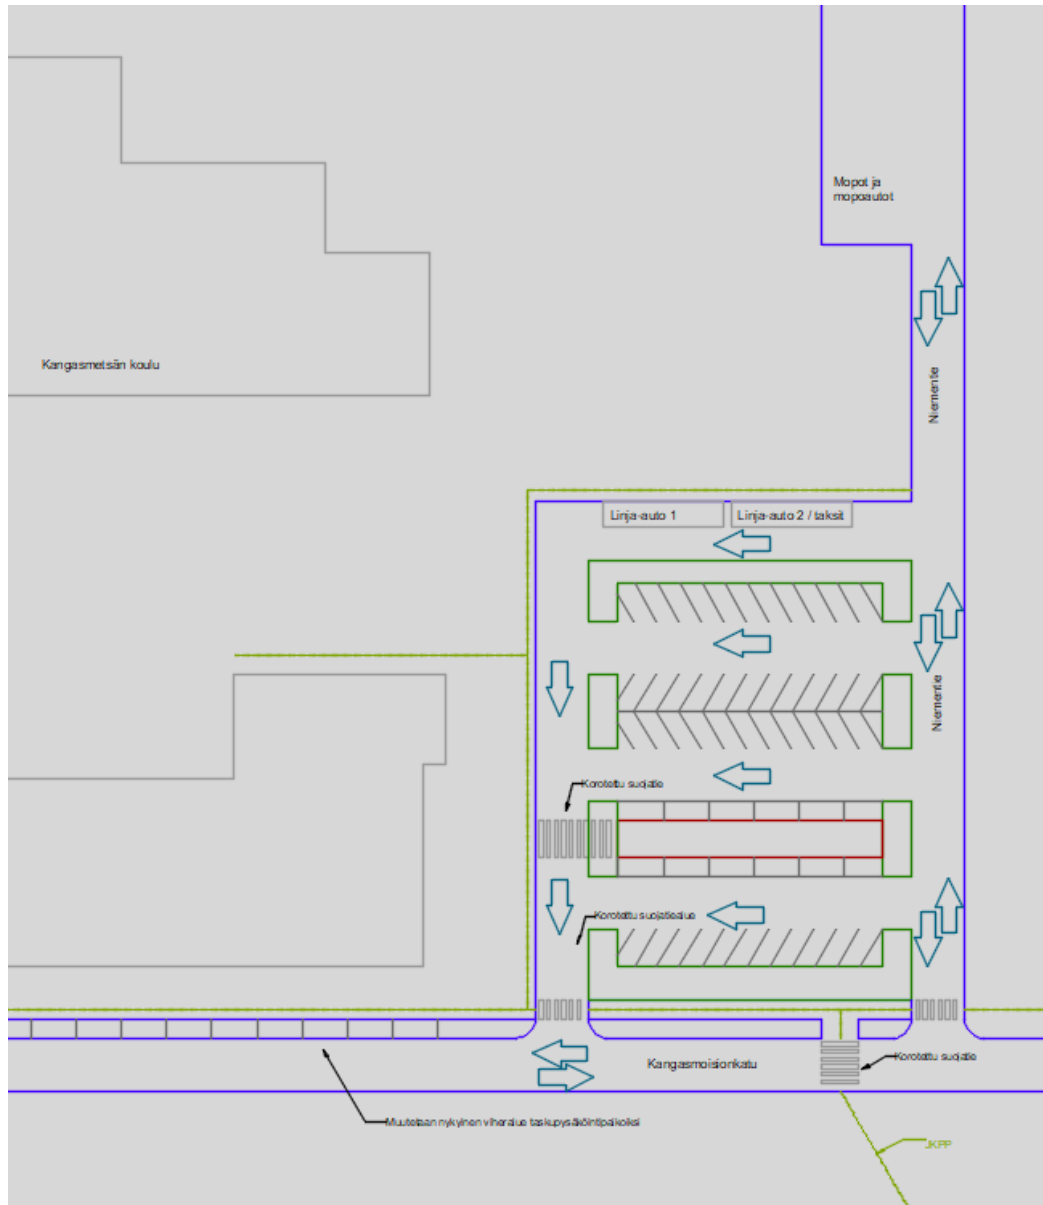 Mopot ja
mopoautot
Kangasmetsän koulu
Niementie
Linja-auto 1
Linja-auto 2 / taksit
Niementie
Korotettu suojatie
Korotettu suojatiealue
Kangasmoisionkatu
Korotettu suojatie
Muutetaan nykyinen viheralue taskupysäköintipaikoiksi
JKPP